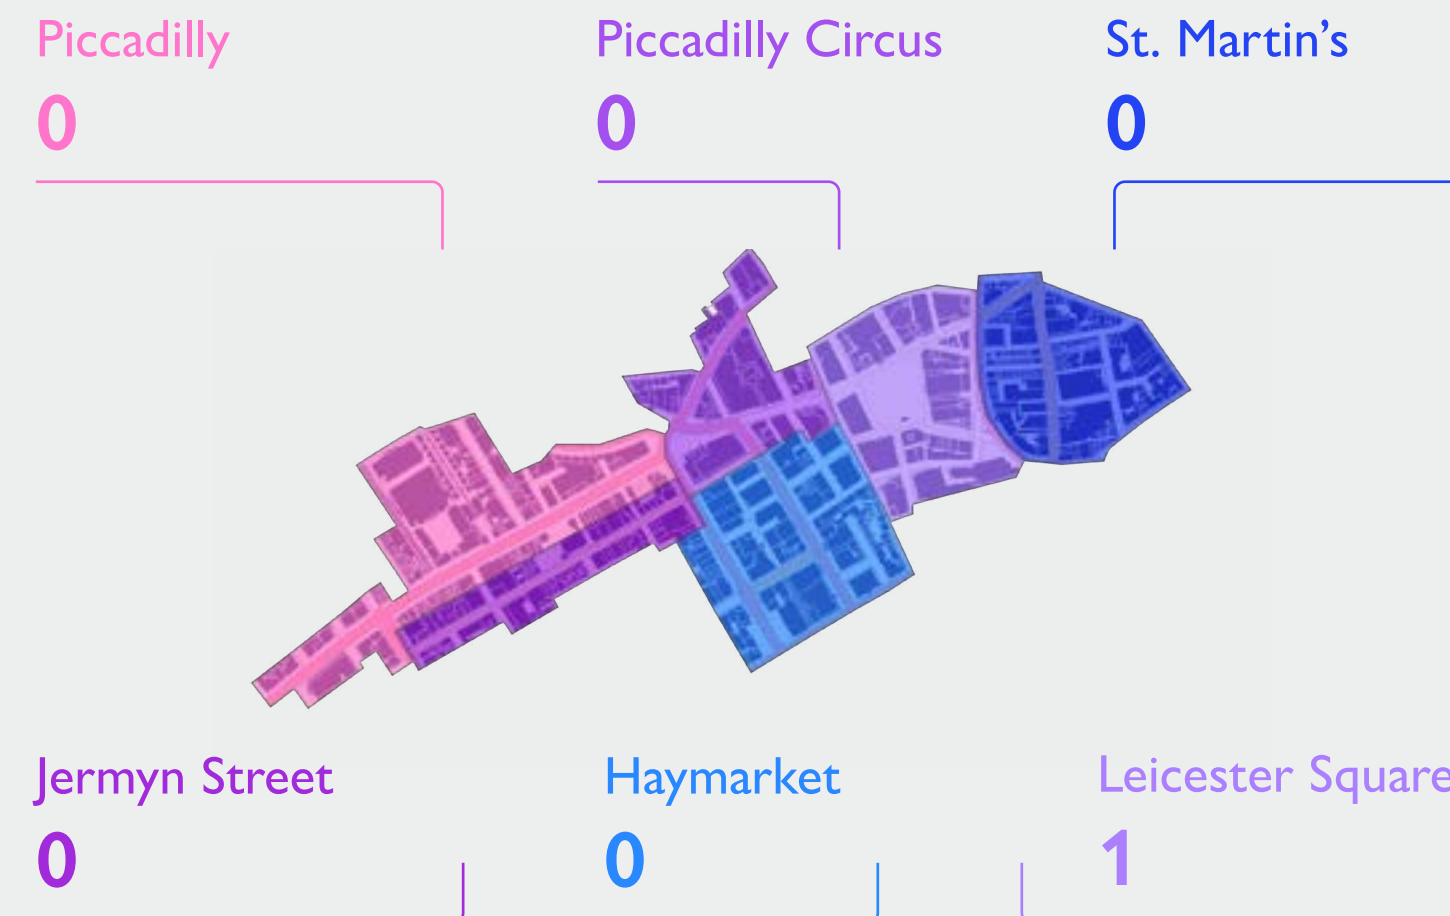 Piccadilly
0
Piccadilly Circus
0
St. Martin’s
0
Jermyn Street
0
Haymarket
0
Leicester Square
1